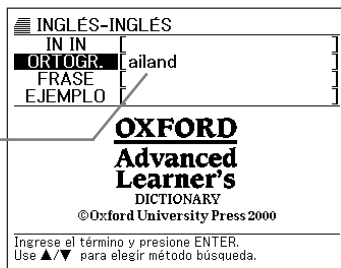 INGLÉS-INGLÉS
IN IN [ ]
ORTOGR. [ailand ]
FRASE [ ]
EJEMPLO [ ]
OXFORD
Advanced
Learner's
DICTIONARY
©Oxford University Press 2000
Ingrese el término y presione ENTER.
Use ▲/▼ para elegir método búsqueda.